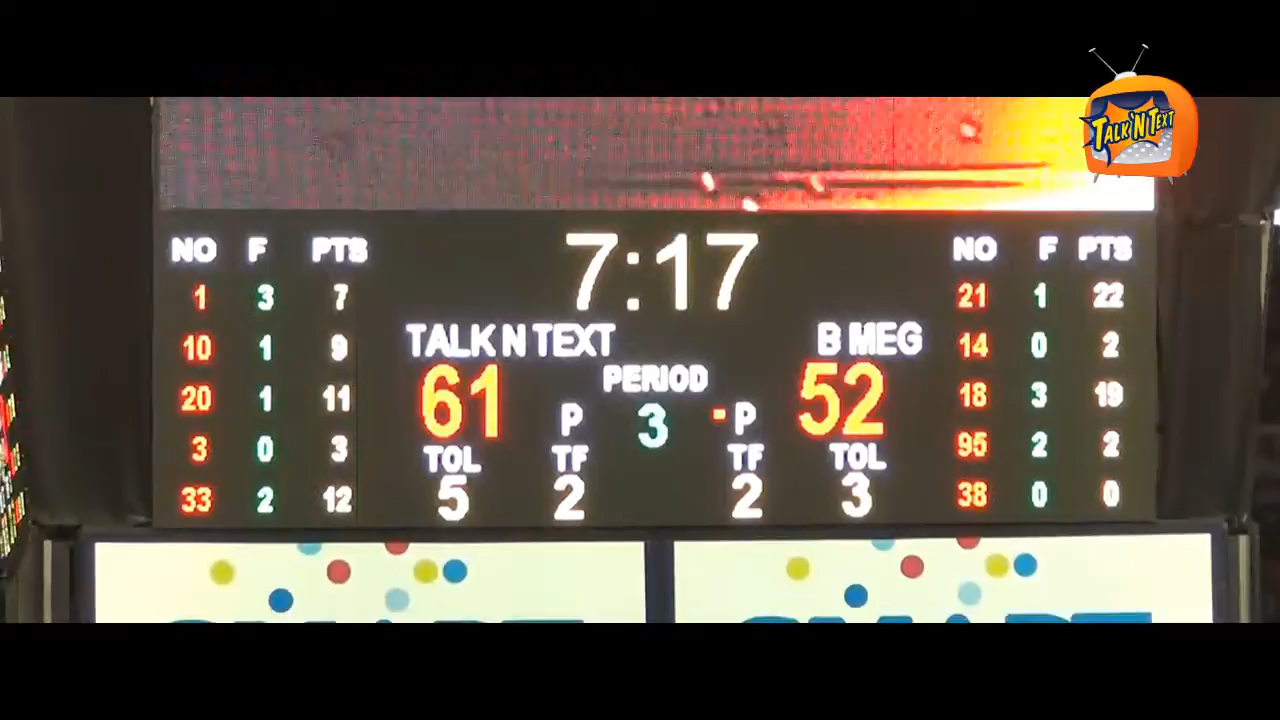 TALK 'N TEXT
NO F PTS
1 3 7
10 1 9
20 1 11
3 0 3
33 2 12
7:17
TALK N TEXT
61
B MEG
52
PERIOD
3
P
P
TOL
5
TF
2
TF
2
TOL
3
NO F PTS
21 1 22
14 0 2
18 3 19
95 2 2
38 0 0